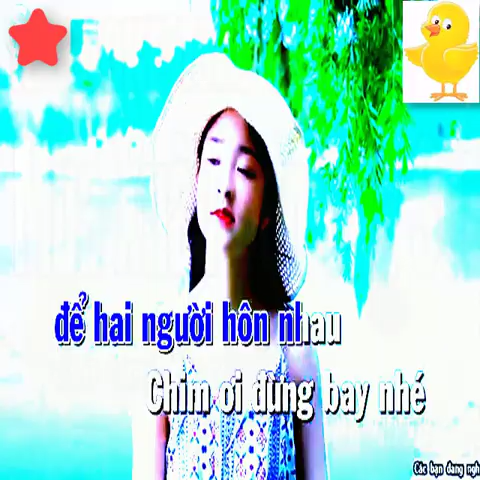 để hai người hôn nhau
Chim ơi đừng bay nhé
Các bạn đang ngh